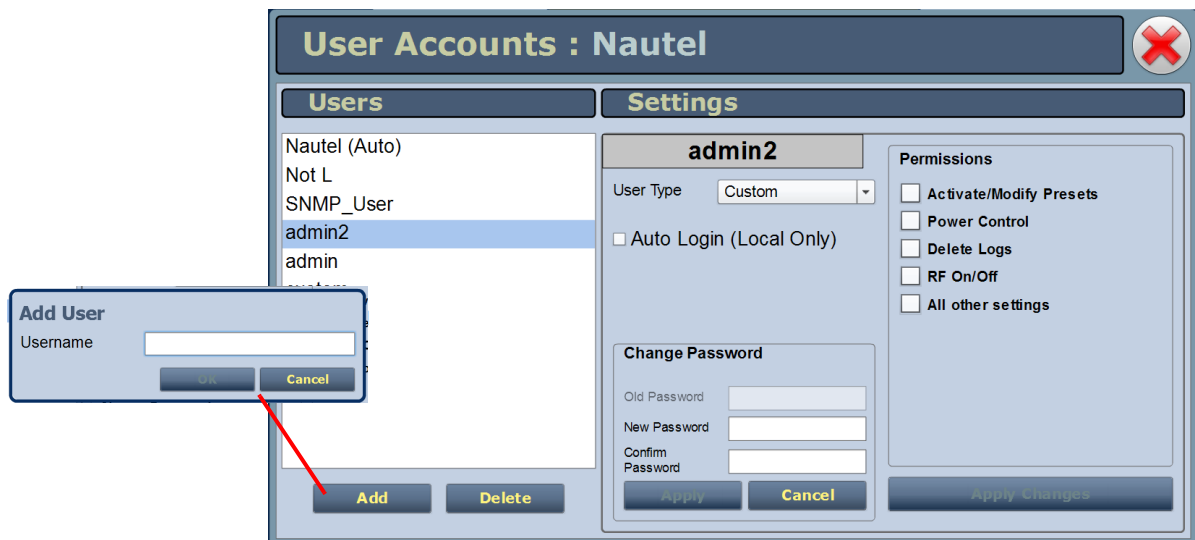 User Accounts : Nautel
Users
Nautel (Auto)
Not L
SNMP_User
admin2
admin
Add User
Username
OK
Cancel
Add
Delete
Settings
admin2
User Type
Custom
Auto Login (Local Only)
Change Password
Old Password
New Password
Confirm
Password
Apply
Cancel
Permissions
Activate/Modify Presets
Power Control
Delete Logs
RF On/Off
All other settings
Apply Changes